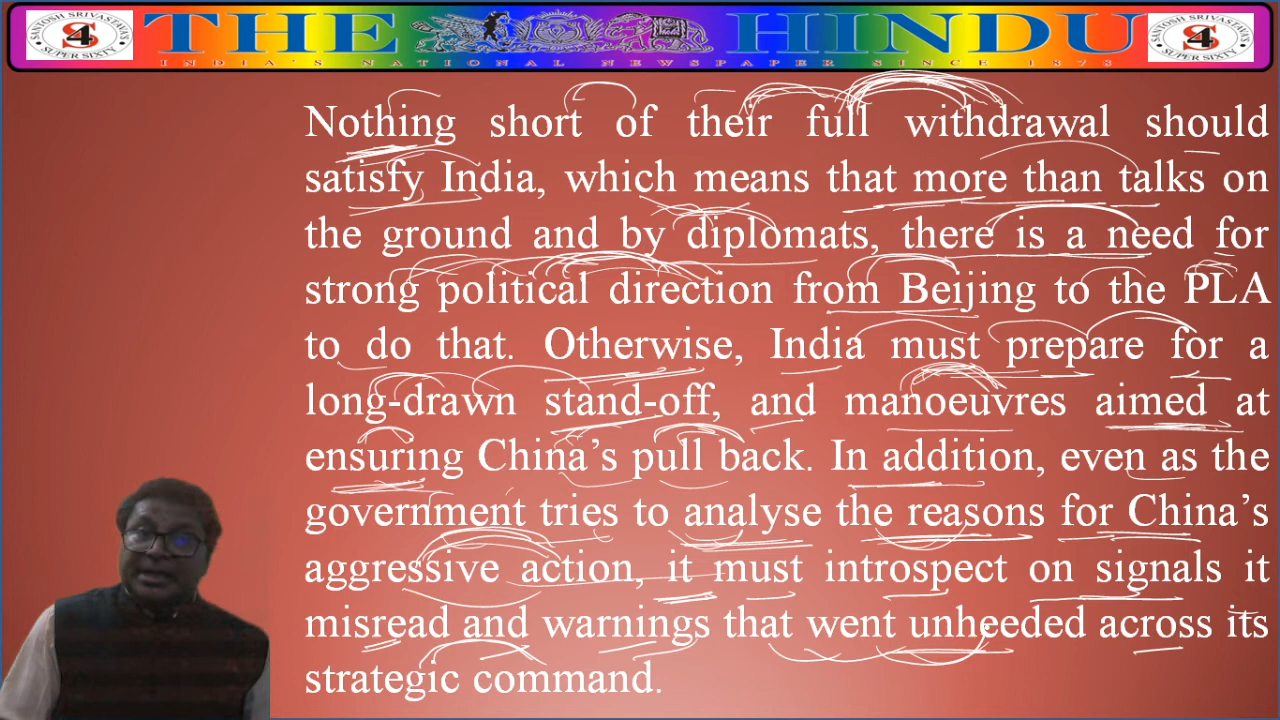 SANTOSH SRIVASTAVA'S
S4
SUPER SIXTY
THE HINDU
INDIA'S NATIONAL NEWSPAPER SINCE 1878
SANTOSH SRIVASTAVA'S
S4
SUPER SIXTY
Nothing short of their full withdrawal should
satisfy India, which means that more than talks on
the ground and by diplomats, there is a need for
strong political direction from Beijing to the PLA
to do that. Otherwise, India must prepare for a
long-drawn stand-off, and manoeuvres aimed at
ensuring China’s pull back. In addition, even as the
government tries to analyse the reasons for China’s
aggressive action, it must introspect on signals it
misread and warnings that went unheeded across its
strategic command.